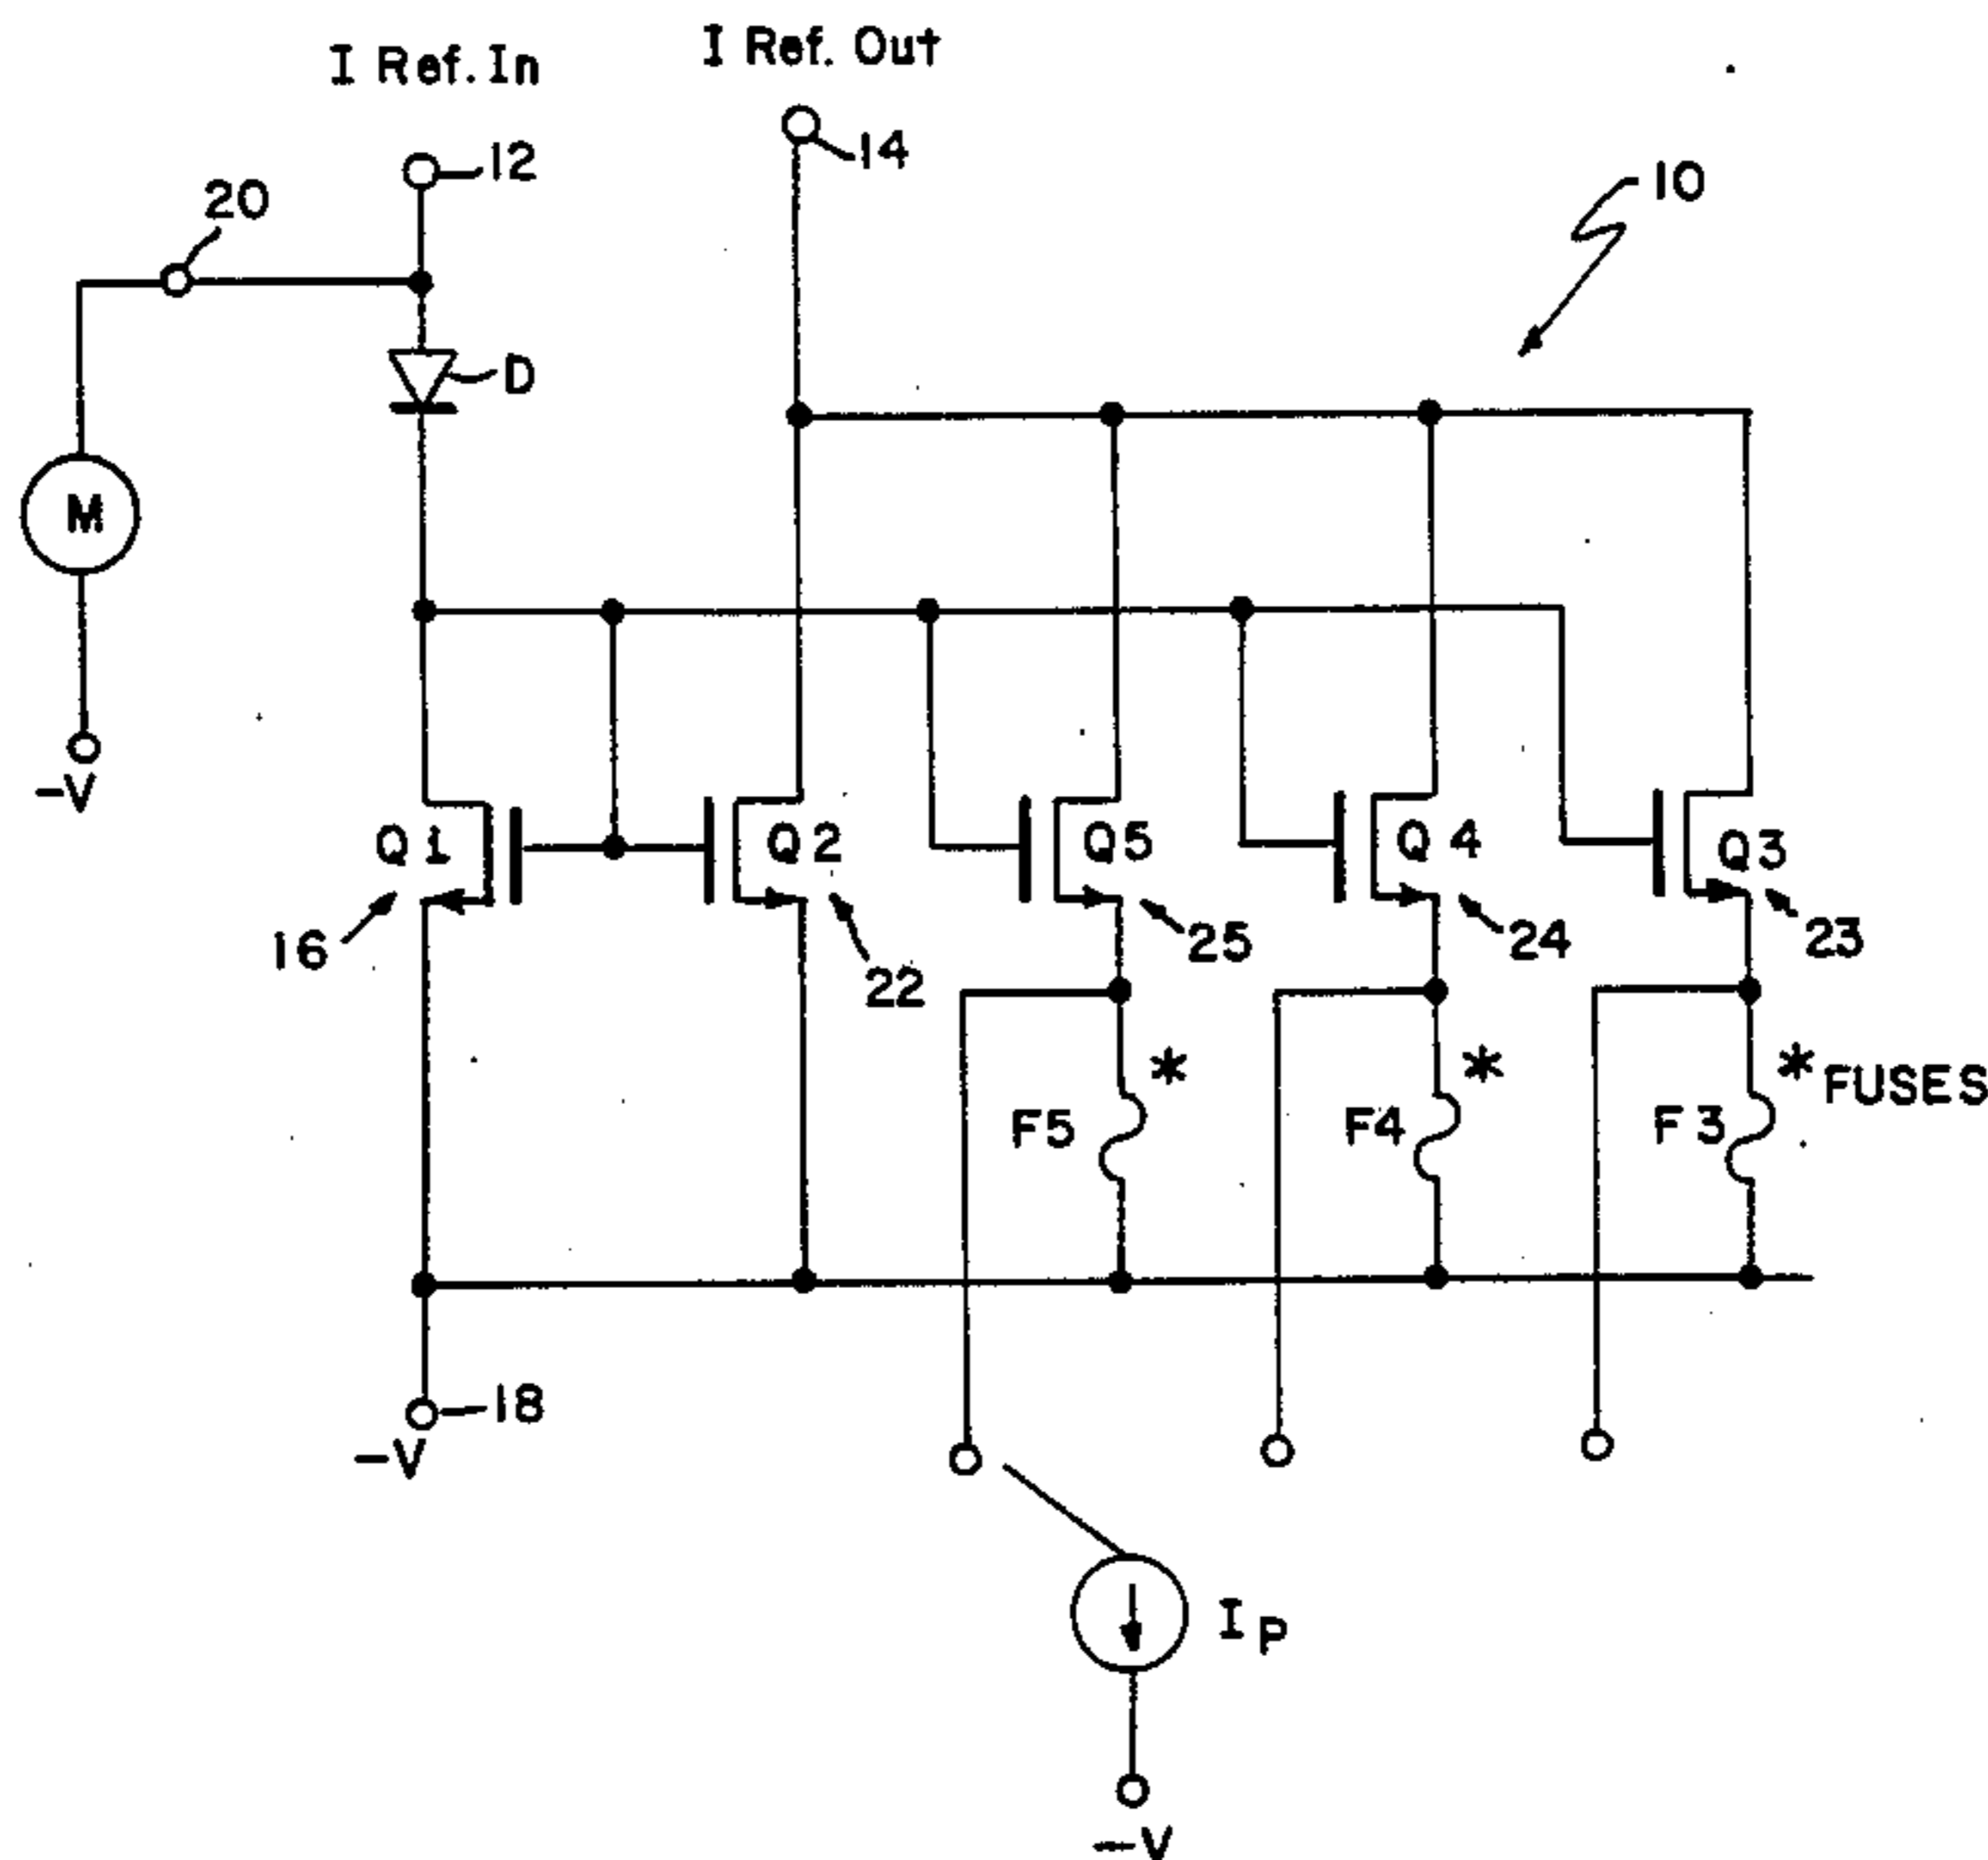 I Ref. In
I Ref. Out
12
14
20
10
D
M
-V
Q1
Q2
Q5
Q4
Q3
16
22
25
24
23
*
*
* FUSES
F5
F4
F3
18
-V
I P
-V